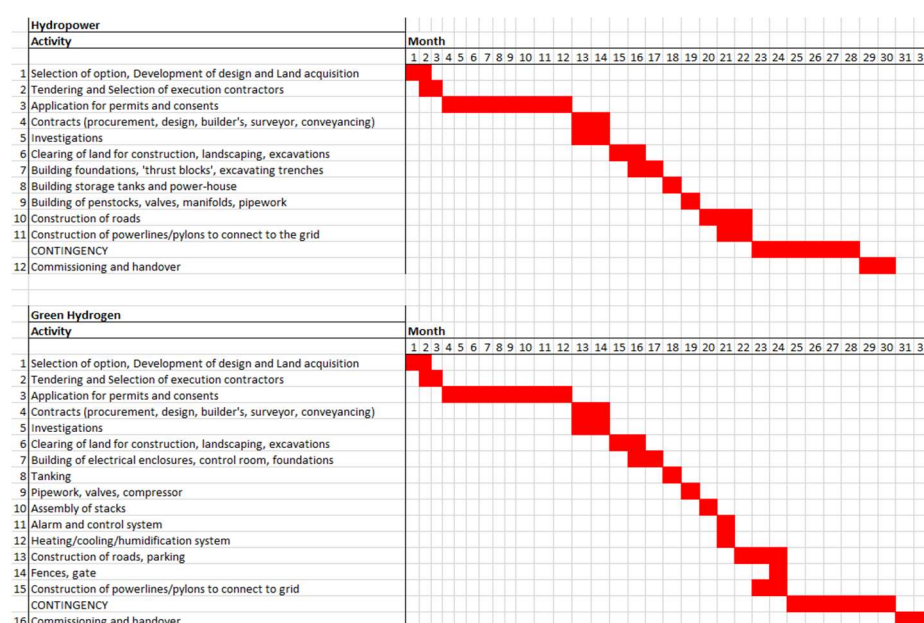 Hydropower
Activity Month
1 2 3 4 5 6 7 8 9 10 11 12 13 14 15 16 17 18 19 20 21 22 23 24 25 26 27 28 29 30 31
1 Selection of option, Development of design and Land acquisition
2 Tendering and Selection of execution contractors
3 Application for permits and consents
4 Contracts (procurement, design, builder's, surveyor, conveyancing)
5 Investigations
6 Clearing of land for construction, landscaping, excavations
7 Building foundations, 'thrust blocks', excavating trenches
8 Building storage tanks and power-house
9 Building of penstocks, valves, manifolds, pipework
10 Construction of roads
11 Construction of powerlines/pylons to connect to the grid
CONTINGENCY
12 Commissioning and handover
Green Hydrogen
Activity Month
1 2 3 4 5 6 7 8 9 10 11 12 13 14 15 16 17 18 19 20 21 22 23 24 25 26 27 28 29 30 31
1 Selection of option, Development of design and Land acquisition
2 Tendering and Selection of execution contractors
3 Application for permits and consents
4 Contracts (procurement, design, builder's, surveyor, conveyancing)
5 Investigations
6 Clearing of land for construction, landscaping, excavations
7 Building of electrical enclosures, control room, foundations
8 Tanking
9 Pipework, valves, compressor
10 Assembly of stacks
11 Alarm and control system
12 Heating/cooling/humidification system
13 Construction of roads, parking
14 Fences, gate
15 Construction of powerlines/pylons to connect to grid
CONTINGENCY
16 Commissioning and handover